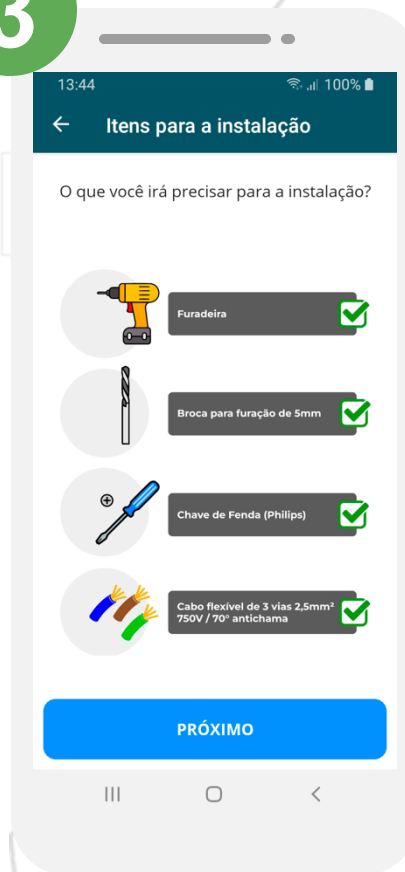 3
13:44
100%
Itens para a instalação
O que você irá precisar para a instalação?
Furadeira
Broca para furação de 5mm
Chave de Fenda (Philips)
Cabo flexível de 3 vias 2,5mm²
750V / 70° antichama
PRÓXIMO